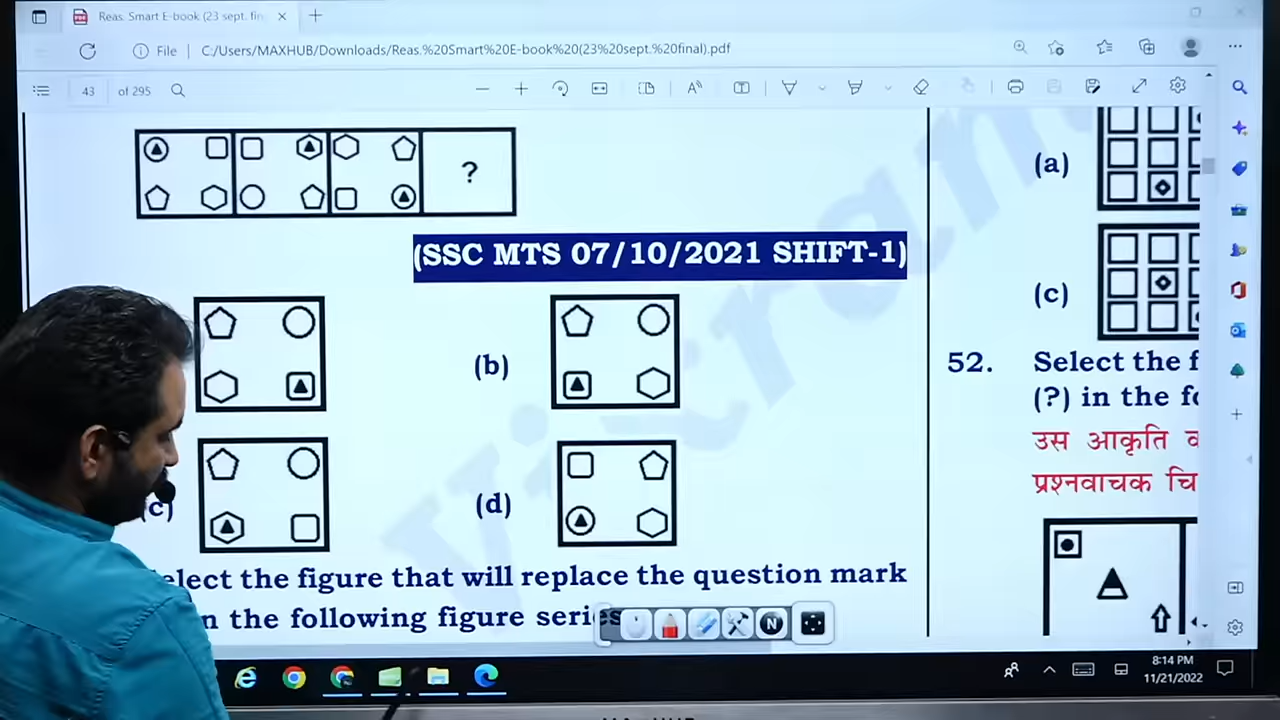 Reas. Smart E-book (23 sept. fin
File
C:/Users/MAXHUB/Downloads/Reas.%20Smart%20E-book%20(23%20sept.%20final).pdf
43 of 295
?
(SSC MTS 07/10/2021 SHIFT-1)
(b)
(c)
(d)
elect the figure that will replace the question mark
n the following figure series
(a)
(c)
52. Select the f
(?) in the fo
उस आकृति व
प्रश्नवाचक चि
Vikram
N
8:14 PM
11/21/2022